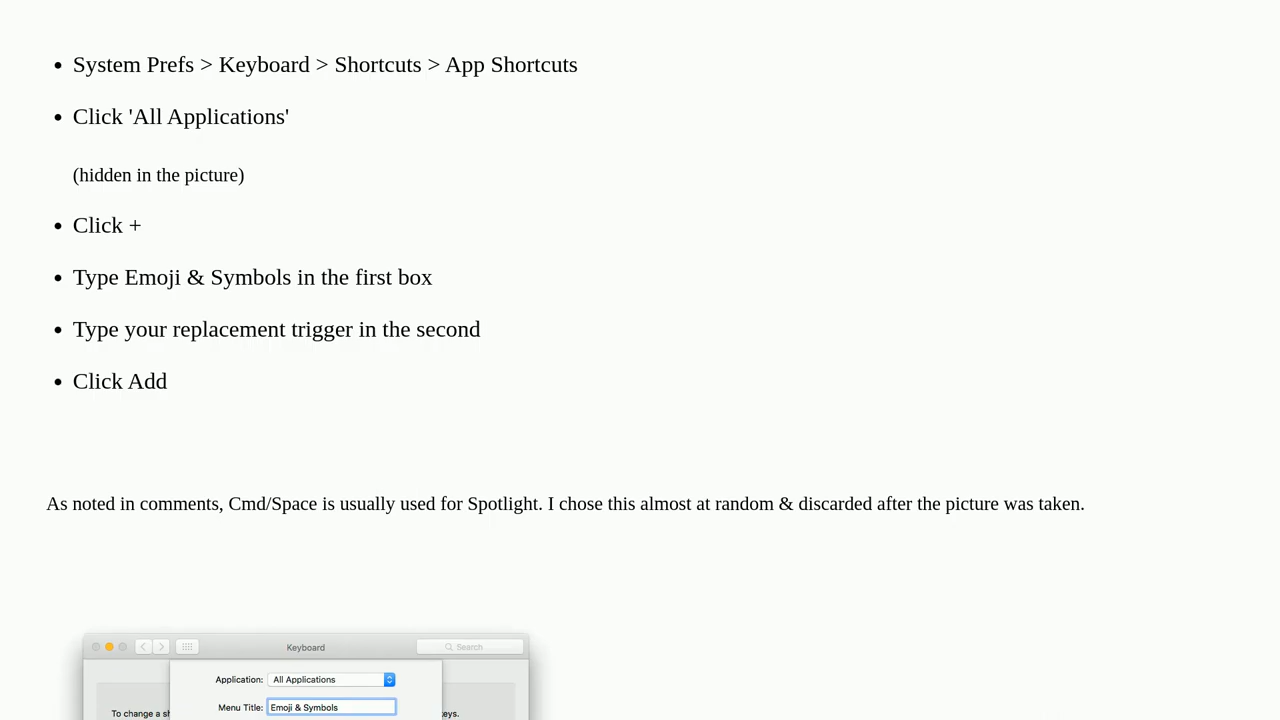 System Prefs > Keyboard > Shortcuts > App Shortcuts
Click 'All Applications'
(hidden in the picture)
Click +
Type Emoji & Symbols in the first box
Type your replacement trigger in the second
Click Add
As noted in comments, Cmd/Space is usually used for Spotlight. I chose this almost at random & discarded after the picture was taken.
Keyboard
Search
Application: All Applications
Menu Title: Emoji & Symbols
To change a sh
keys.